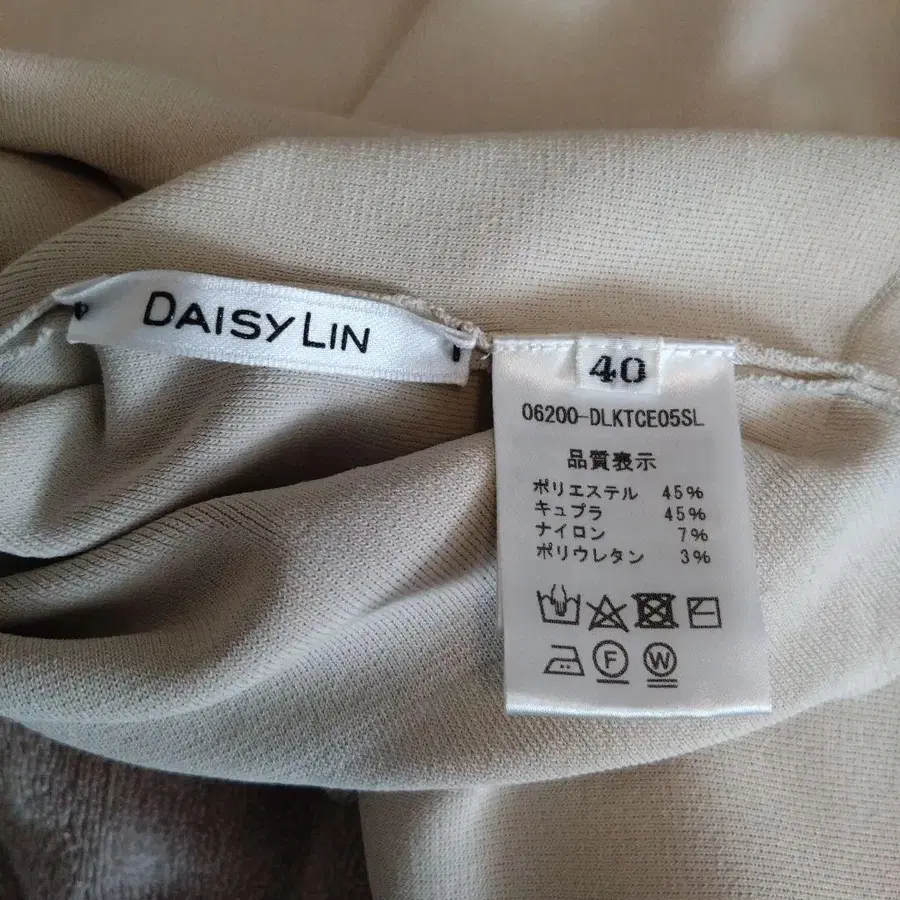 DAISY LIN
40
06200-DLKTCE05SL
品質表示
ポリエステル 45%
キュプラ 45%
ナイロン 7%
ポリウレタン 3%
F W